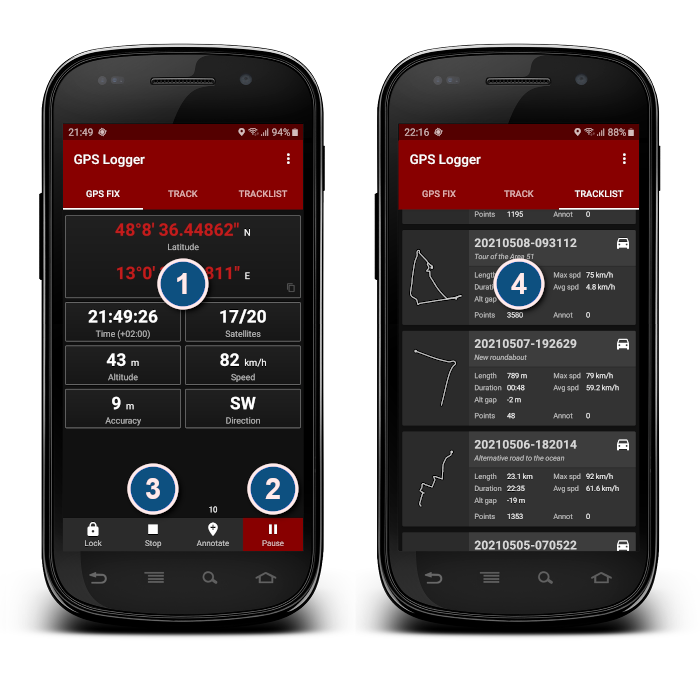 21:49 94%
GPS Logger
GPS FIX TRACK TRACKLIST
48°8' 36.44862" N
Latitude
13°0' 311" E
1
21:49:26 17/20
Time (+02:00) Satellites
43 m 82 km/h
Altitude Speed
9 m SW
Accuracy Direction
3 2
10
Lock Stop Annotate Pause
22:16 88%
GPS Logger
GPS FIX TRACK TRACKLIST
Points 1195 Annot 0
20210508-093112
Tour of the Area 51
Length Max spd 75 km/h
4
Avg spd 4.8 km/h
Alt gap
Points 3580 0
20210507-192629
New roundabout
Length 789 m Max spd 79 km/h
Duration 00:48 Avg spd 59.2 km/h
Alt gap -2 m
Points 48 Annot 0
20210506-182014
Alternative road to the ocean
Length 23.1 km Max spd 92 km/h
Duration 22:35 Avg spd 61.6 km/h
Alt gap -19 m
Points 1353 Annot 0
20210505-070522